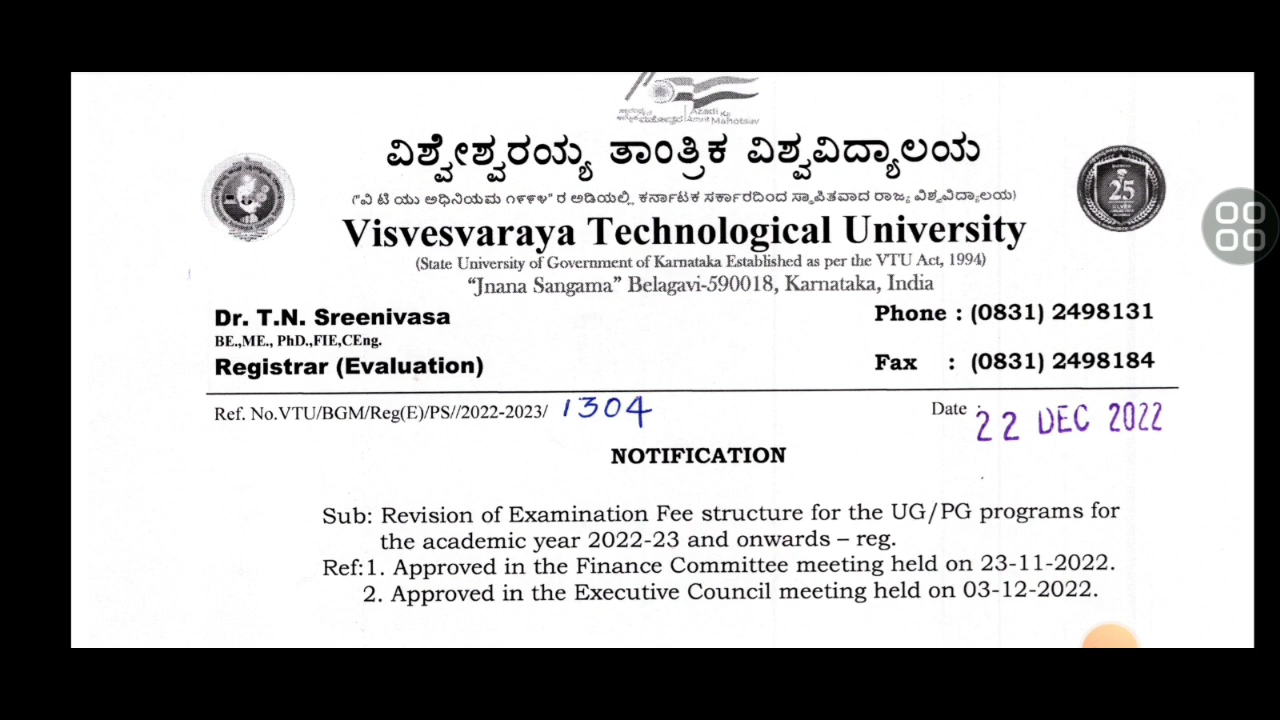 Azadi Ka
Amrit Mahotsav
ವಿಶ್ವೇಶ್ವರಯ್ಯ ತಾಂತ್ರಿಕ ವಿಶ್ವವಿದ್ಯಾಲಯ
("ವಿ ಟಿ ಯು ಅಧಿನಿಯಮ ೧೯೯೪" ರ ಅಡಿಯಲ್ಲಿ ಕರ್ನಾಟಕ ಸರ್ಕಾರದಿಂದ ಸ್ಥಾಪಿತವಾದ ರಾಜ್ಯ ವಿಶ್ವವಿದ್ಯಾಲಯ)
25
Visvesvaraya Technological University
(State University of Government of Karnataka Established as per the VTU Act, 1994)
“Jnana Sangama” Belagavi-590018, Karnataka, India
Dr. T.N. Sreenivasa
BE.,ME., PhD.,FIE,CEng.
Registrar (Evaluation)
Phone : (0831) 2498131
Fax : (0831) 2498184
Ref. No.VTU/BGM/Reg(E)/PS//2022-2023/ 1304
Date : 22 DEC 2022
NOTIFICATION
Sub: Revision of Examination Fee structure for the UG/PG programs for
the academic year 2022-23 and onwards – reg.
Ref:1. Approved in the Finance Committee meeting held on 23-11-2022.
2. Approved in the Executive Council meeting held on 03-12-2022.